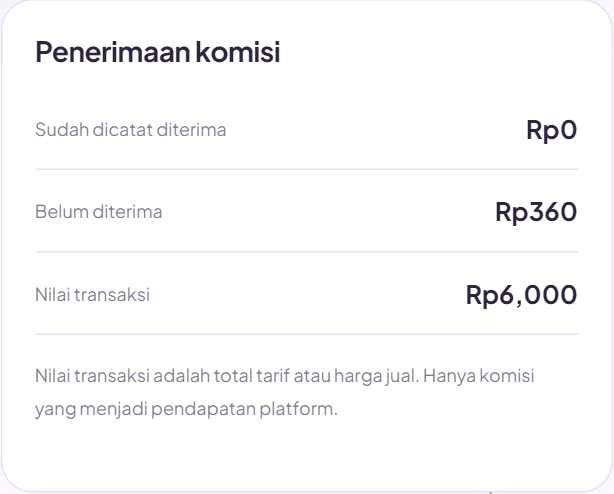 Penerimaan komisi
Sudah dicatat diterima Rp0
Belum diterima Rp360
Nilai transaksi Rp6,000
Nilai transaksi adalah total tarif atau harga jual. Hanya komisi
yang menjadi pendapatan platform.